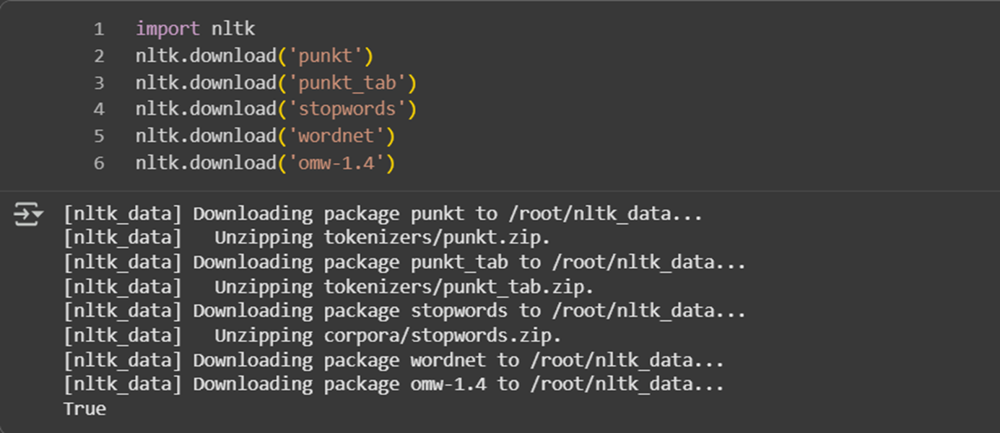 1 import nltk
2 nltk.download('punkt')
3 nltk.download('punkt_tab')
4 nltk.download('stopwords')
5 nltk.download('wordnet')
6 nltk.download('omw-1.4')
[nltk_data] Downloading package punkt to /root/nltk_data...
[nltk_data]   Unzipping tokenizers/punkt.zip.
[nltk_data] Downloading package punkt_tab to /root/nltk_data...
[nltk_data]   Unzipping tokenizers/punkt_tab.zip.
[nltk_data] Downloading package stopwords to /root/nltk_data...
[nltk_data]   Unzipping corpora/stopwords.zip.
[nltk_data] Downloading package wordnet to /root/nltk_data...
[nltk_data] Downloading package omw-1.4 to /root/nltk_data...
True